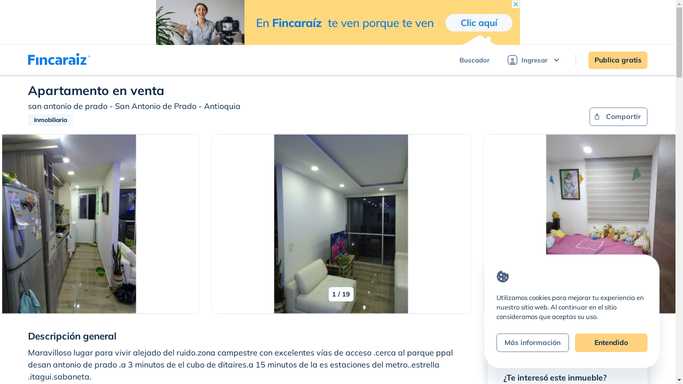 En Fincaraíz te ven porque te ven
Clic aquí
Fincaraíz
Buscador
Ingresar
Publica gratis
Apartamento en venta
san antonio de prado - San Antonio de Prado - Antioquia
Inmobiliaria
Compartir
1 / 19
Descripción general
Maravilloso lugar para vivir alejado del ruido.zona campestre con excelentes vías de acceso .cerca al parque ppal
desan antonio de prado .a 3 minutos de el cubo de ditaires.a 15 minutos de la es estaciones del metro..estrella
.itagui.sabaneta.
Utilizamos cookies para mejorar tu experiencia en
nuestro sitio web. Al continuar en el sitio
consideramos que aceptas su uso.
Más información
Entendido
¿Te interesó este inmueble?